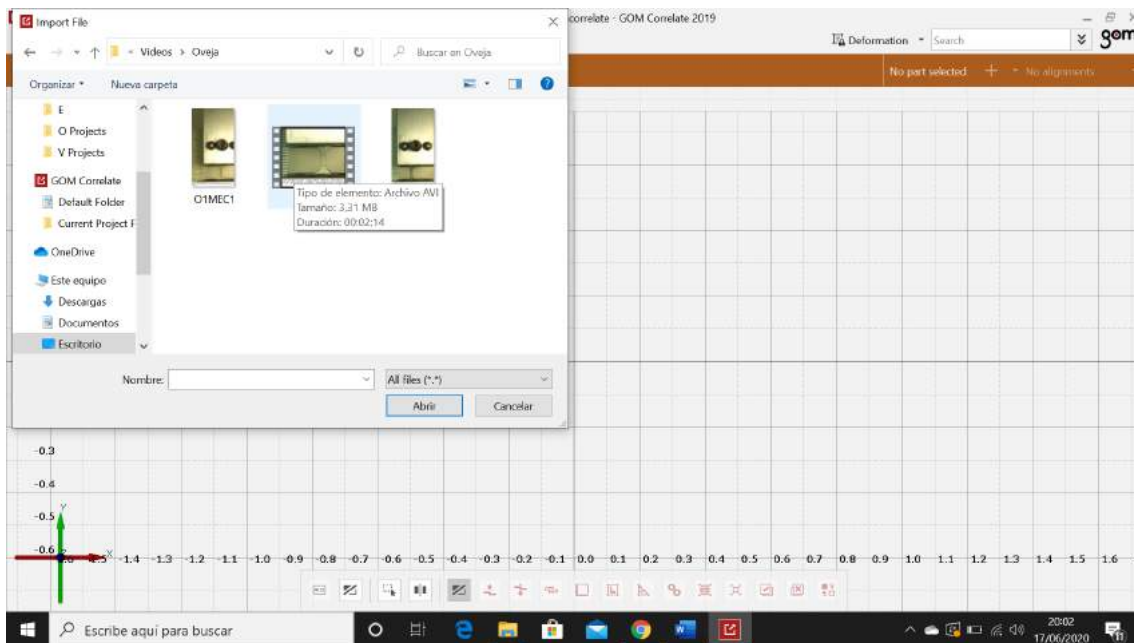 Import File
correlate - GOM Correlate 2019
Videos > Oveja
Buscar en Oveja
Deformation
Search
gom
Organizar
Nueva carpeta
No part selected
No alignments
E
O Projects
V Projects
GOM Correlate
Default Folder
Current Project F
OneDrive
Este equipo
Descargas
Documentos
Escritorio
O1MEC1
Tipo de elemento: Archivo AVI
Tamaño: 3,31 MB
Duración: 00:02:14
Nombre:
All files (*.*)
Abrir
Cancelar
-0.3
-0.4
-0.5
Y
-0.6
X
-1.4 -1.3 -1.2 -1.1 -1.0 -0.9 -0.8 -0.7 -0.6 -0.5 -0.4 -0.3 -0.2 -0.1 0.0 0.1 0.2 0.3 0.4 0.5 0.6 0.7 0.8 0.9 1.0 1.1 1.2 1.3 1.4 1.5 1.6
Escribe aquí para buscar
20:02
17/06/2020